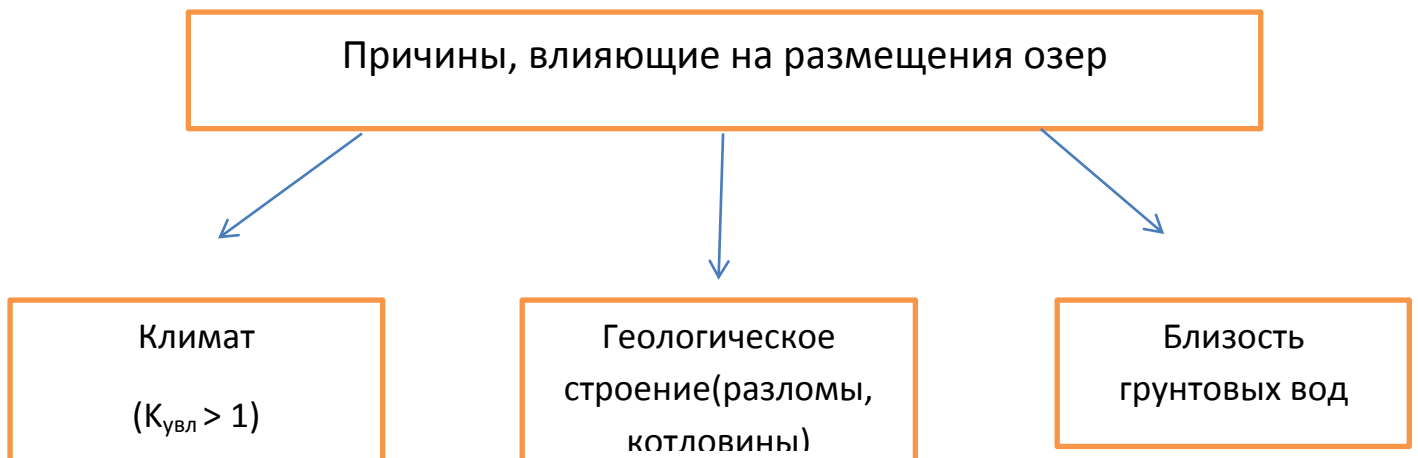 Причины, влияющие на размещения озер
Климат
(Kувл > 1)
Геологическое
строение(разломы,
котловины)
Близость
грунтовых вод